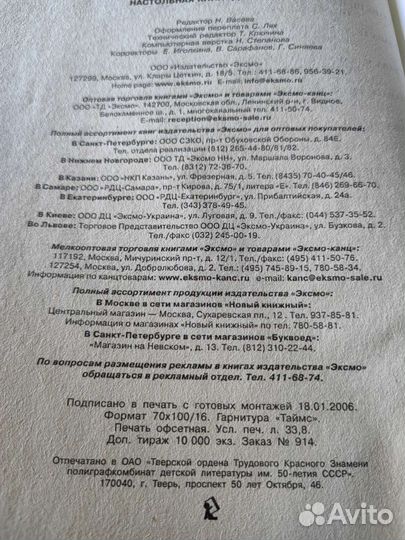 НАСТОЛЬНАЯ
Редактор Н. Васева
Оформление переплета С. Лях
Технический редактор Т. Крючина
Компьютерная верстка Н. Степанова
Корректоры Е. Иголкина, В. Сарафанов, Г. Синяева
ООО «Издательство «Эксмо»
127299, Москва, ул. Клары Цеткин, д. 18/5. Тел.: 411-68-86, 956-39-21.
Home page: www.eksmo.ru E-mail:
Оптовая торговля книгами «Эксмо» и товарами «Эксмо-канц»:
ООО «ТД «Эксмо». 142700, Московская обл., Ленинский р-н, г. Видное,
Белокаменное ш., д. 1, многоканальный тел. 411-50-74.
E-mail: reception@eksmo-sale.ru
Полный ассортимент книг издательства «Эксмо» для оптовых покупателей:
В Санкт-Петербурге: ООО СЗКО, пр-т Обуховской Обороны, д. 84Е.
Тел. отдела реализации (812) 265-44-80/81/82.
В Нижнем Новгороде: ООО ТД «Эксмо НН», ул. Маршала Воронова, д. 3.
Тел. (8312) 72-36-70.
В Казани: ООО «НКП Казань», ул. Фрезерная, д. 5. Тел. (8435) 70-40-45/46.
В Самаре: ООО «РДЦ-Самара», пр-т Кирова, д. 75/1, литера «Е». Тел. (846) 269-66-70.
В Екатеринбурге: ООО «РДЦ-Екатеринбург», ул. Прибалтийская, д. 24а.
Тел. (343) 378-49-45.
В Киеве: ООО ДЦ «Эксмо-Украина», ул. Луговая, д. 9. Тел./факс: (044) 537-35-52.
Во Львове: Торговое Представительство ООО ДЦ «Эксмо-Украина», ул. Бузкова, д. 2.
Тел./факс (032) 245-00-19.
Мелкооптовая торговля книгами «Эксмо» и товарами «Эксмо-канц»:
117192, Москва, Мичуринский пр-т, д. 12/1. Тел./факс: (495) 411-50-76.
127254, Москва, ул. Добролюбова, д. 2. Тел.: (495) 745-89-15, 780-58-34.
Информация по канцтоварам: www.eksmo-kanc.ru e-mail: kanc@eksmo-sale.ru
Полный ассортимент продукции издательства «Эксмо»:
В Москве в сети магазинов «Новый книжный»:
Центральный магазин — Москва, Сухаревская пл., 12. Тел. 937-85-81.
Информация о магазинах «Новый книжный» по тел. 780-58-81.
В Санкт-Петербурге в сети магазинов «Буквоед»:
«Магазин на Невском», д. 13. Тел. (812) 310-22-44.
По вопросам размещения рекламы в книгах издательства «Эксмо»
обращаться в рекламный отдел. Тел. 411-68-74.
Подписано в печать с готовых монтажей 18.01.2006.
Формат 70х100/16. Гарнитура «Таймс».
Печать офсетная. Усл. печ. л. 33,8.
Доп. тираж 10 000 экз. Заказ № 914.
Отпечатано в ОАО «Тверской ордена Трудового Красного Знамени
полиграфкомбинат детской литературы им. 50-летия СССР».
170040, г. Тверь, проспект 50 лет Октября, 46.
Avito